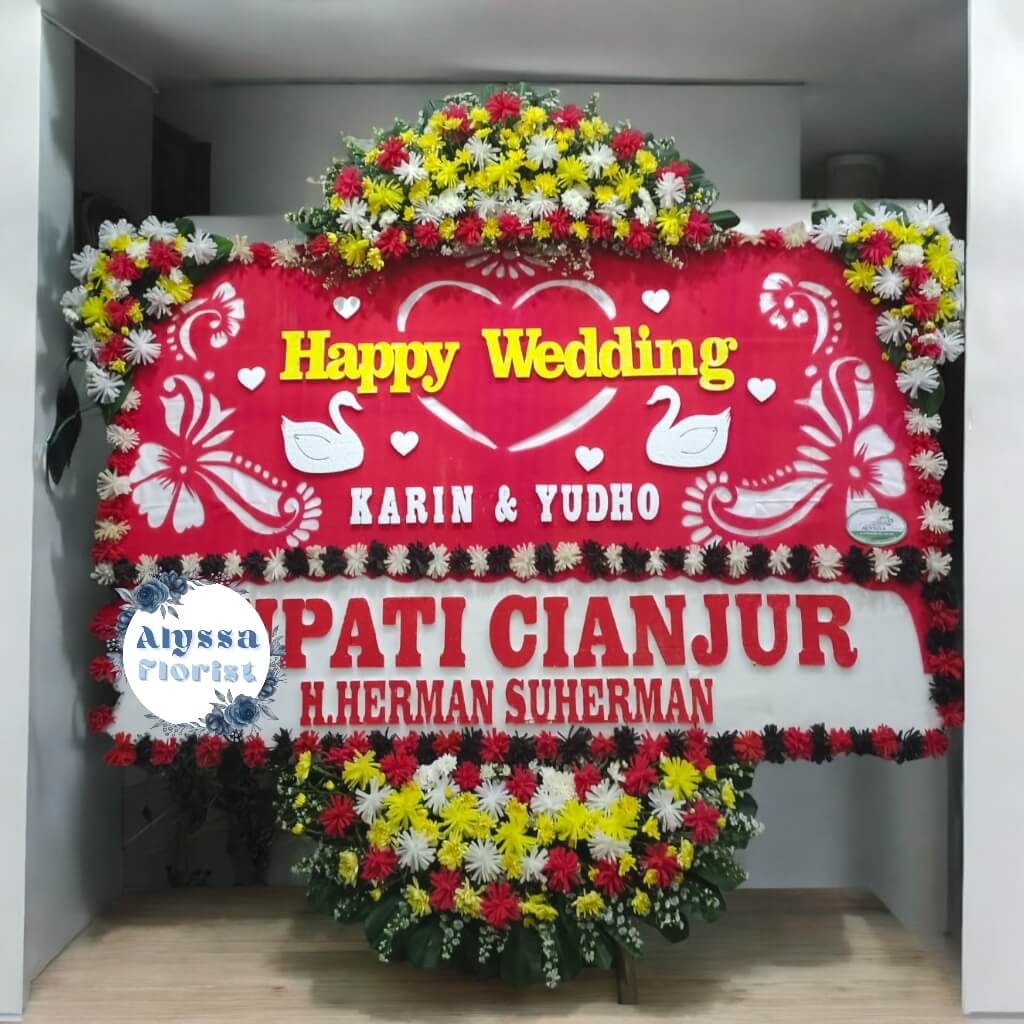 Happy Wedding
KARIN & YUDHO
PATI CIANJUR
H.HERMAN SUHERMAN
Alyssa
Florist